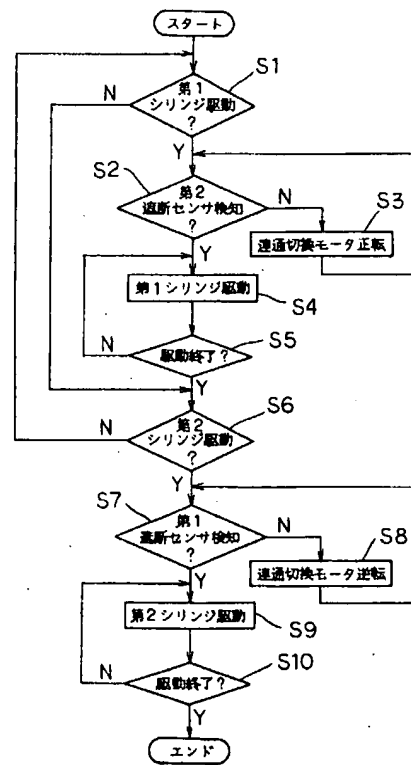 スタート
S1
N
第1
シリンジ駆動
?
Y
S2
第2
遮断センサ検知
?
N
S3
連通切換モータ正転
Y
第1シリンジ駆動
S4
S5
N
駆動終了?
Y
S6
N
第2
シリンジ駆動
?
Y
S7
第1
遮断センサ検知
?
N
S8
連通切換モータ逆転
Y
第2シリンジ駆動
S9
S10
N
駆動終了?
Y
エンド